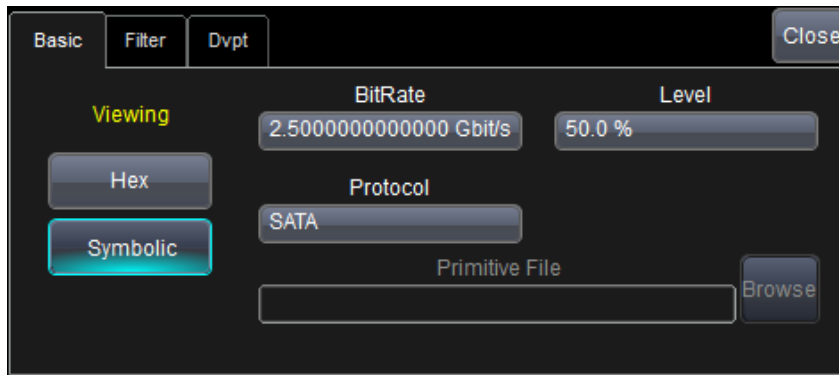 Basic
Filter
Dvpt
Close
Viewing
BitRate
Level
2.5000000000000 Gbit/s
50.0 %
Hex
Protocol
SATA
Symbolic
Primitive File
Browse